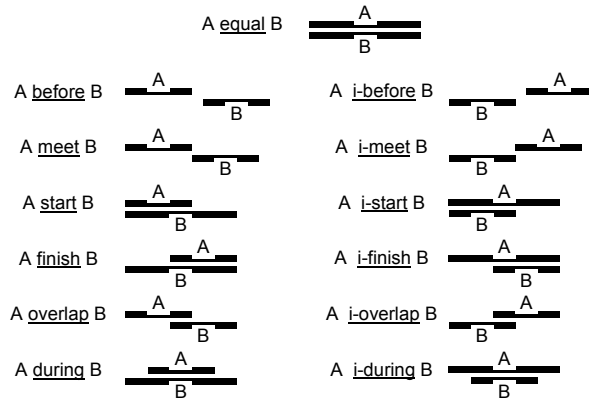 A equal B A
B
A before B A
B
A i-before B A
B
A meet B A
B
A i-meet B A
B
A start B A
B
A i-start B A
B
A finish B A
B
A i-finish B A
B
A overlap B A
B
A i-overlap B A
B
A during B A
B
A i-during B A
B